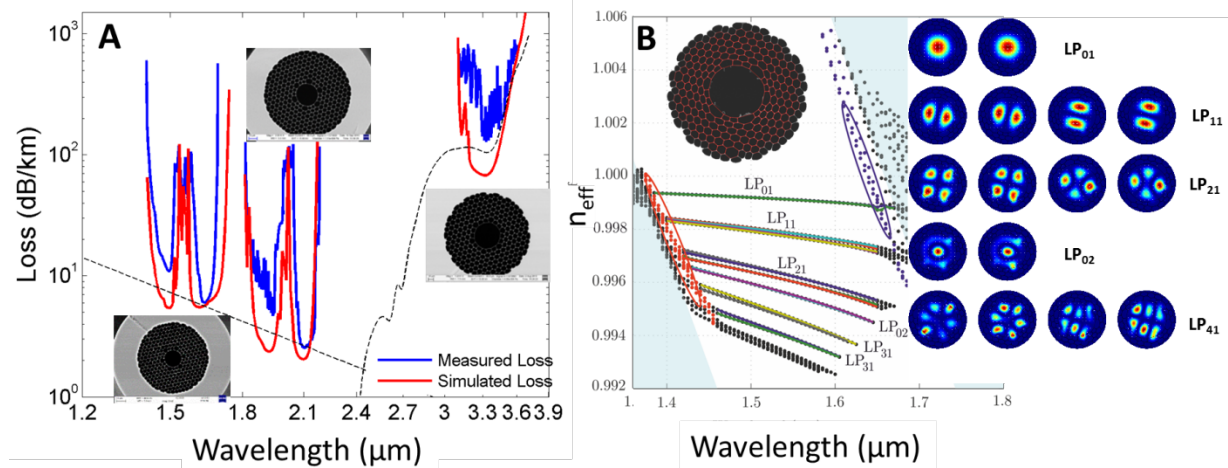 A
Loss (dB/km)
10³
10²
10¹
10⁰
1.2
1.5
1.8
2.1
2.4
2.7
3
3.3
3.6
3.9
Measured Loss
Simulated Loss
Wavelength (μm)
B
n_eff
1.006
1.004
1.002
1.000
0.998
0.996
0.994
0.992
1.
1.4
1.5
1.6
1.7
1.8
LP₀₁
LP₁₁
LP₂₁
LP₀₂
LP₃₁
LP₃₁
Wavelength (μm)
LP₀₁
LP₁₁
LP₂₁
LP₀₂
LP₄₁